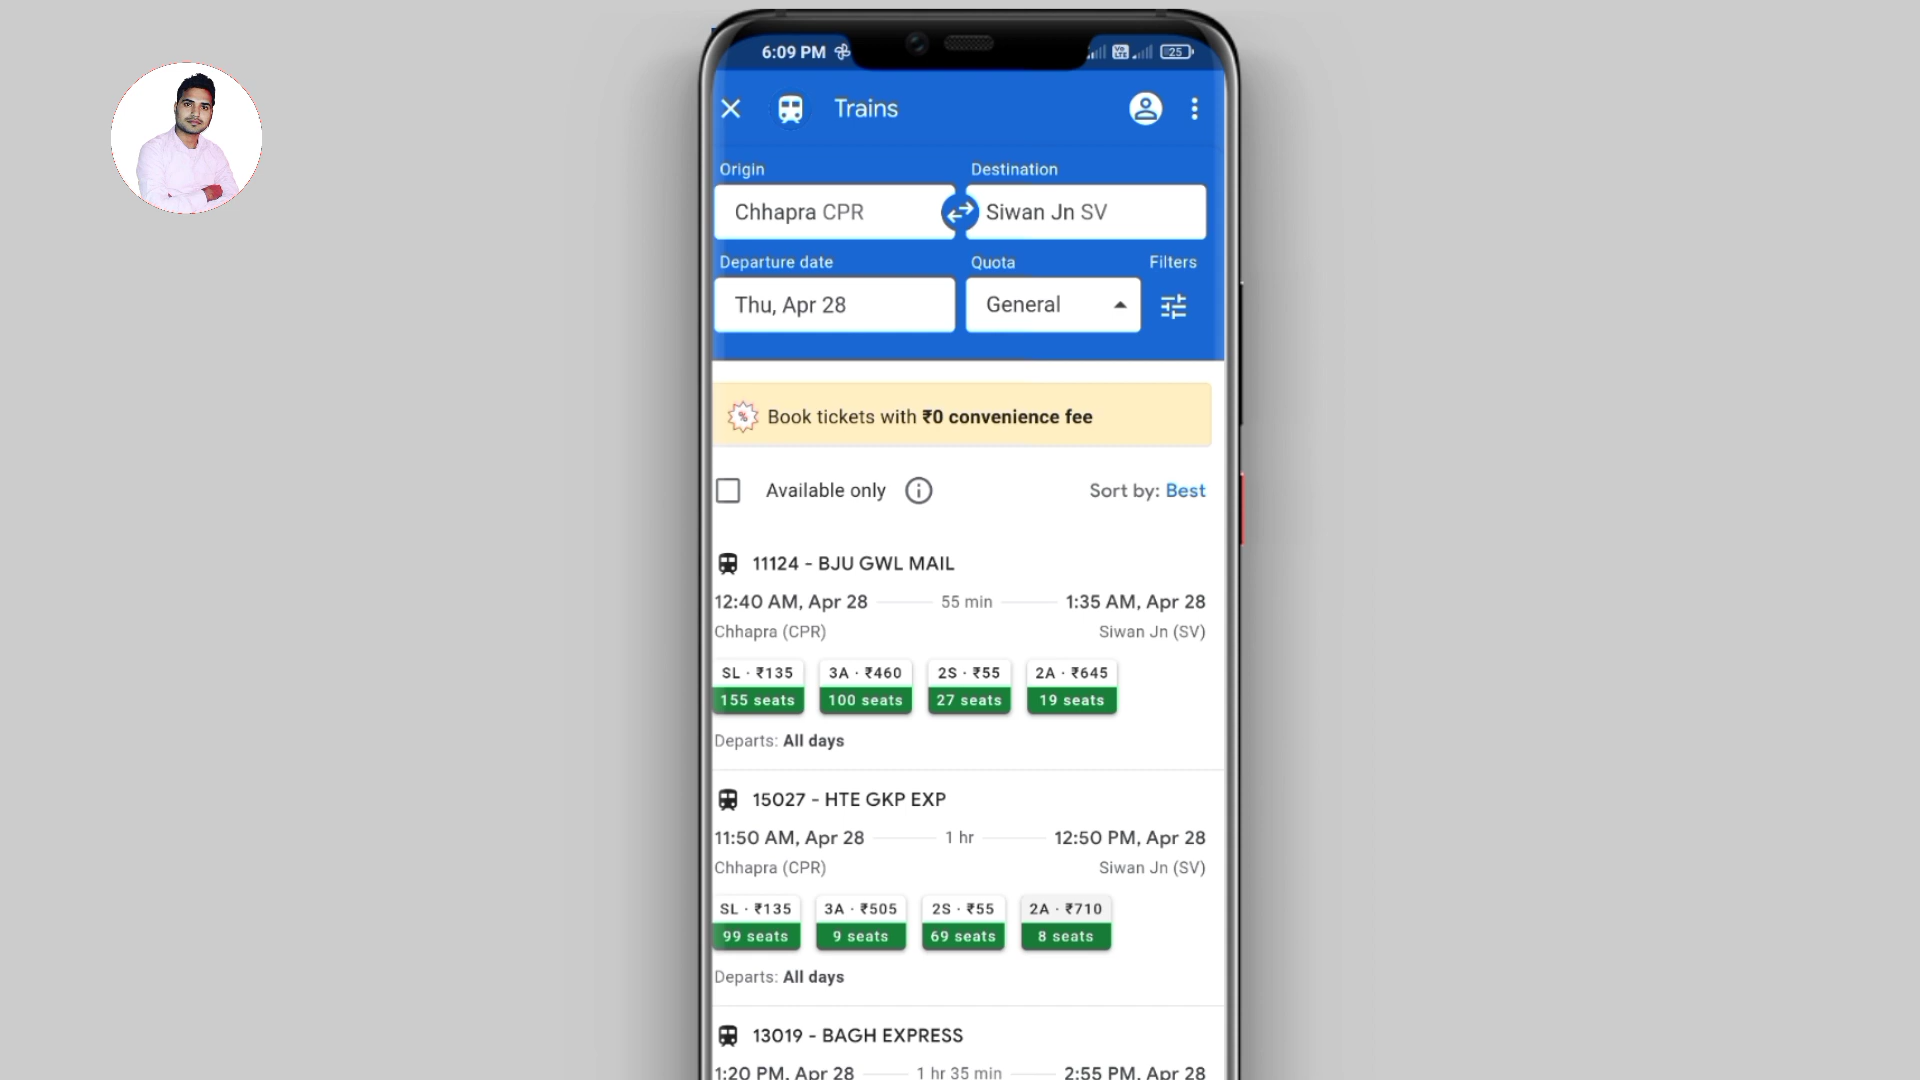 6:09 PM 25
Trains
Origin Destination
Chhapra CPR Siwan Jn SV
Departure date Quota Filters
Thu, Apr 28 General
Book tickets with ₹0 convenience fee
Available only Sort by: Best
11124 - BJU GWL MAIL
12:40 AM, Apr 28 55 min 1:35 AM, Apr 28
Chhapra (CPR) Siwan Jn (SV)
SL · ₹135 3A · ₹460 2S · ₹55 2A · ₹645
155 seats 100 seats 27 seats 19 seats
Departs: All days
15027 - HTE GKP EXP
11:50 AM, Apr 28 1 hr 12:50 PM, Apr 28
Chhapra (CPR) Siwan Jn (SV)
SL · ₹135 3A · ₹505 2S · ₹55 2A · ₹710
99 seats 9 seats 69 seats 8 seats
Departs: All days
13019 - BAGH EXPRESS
1:20 PM, Apr 28 1 hr 35 min 2:55 PM, Apr 28